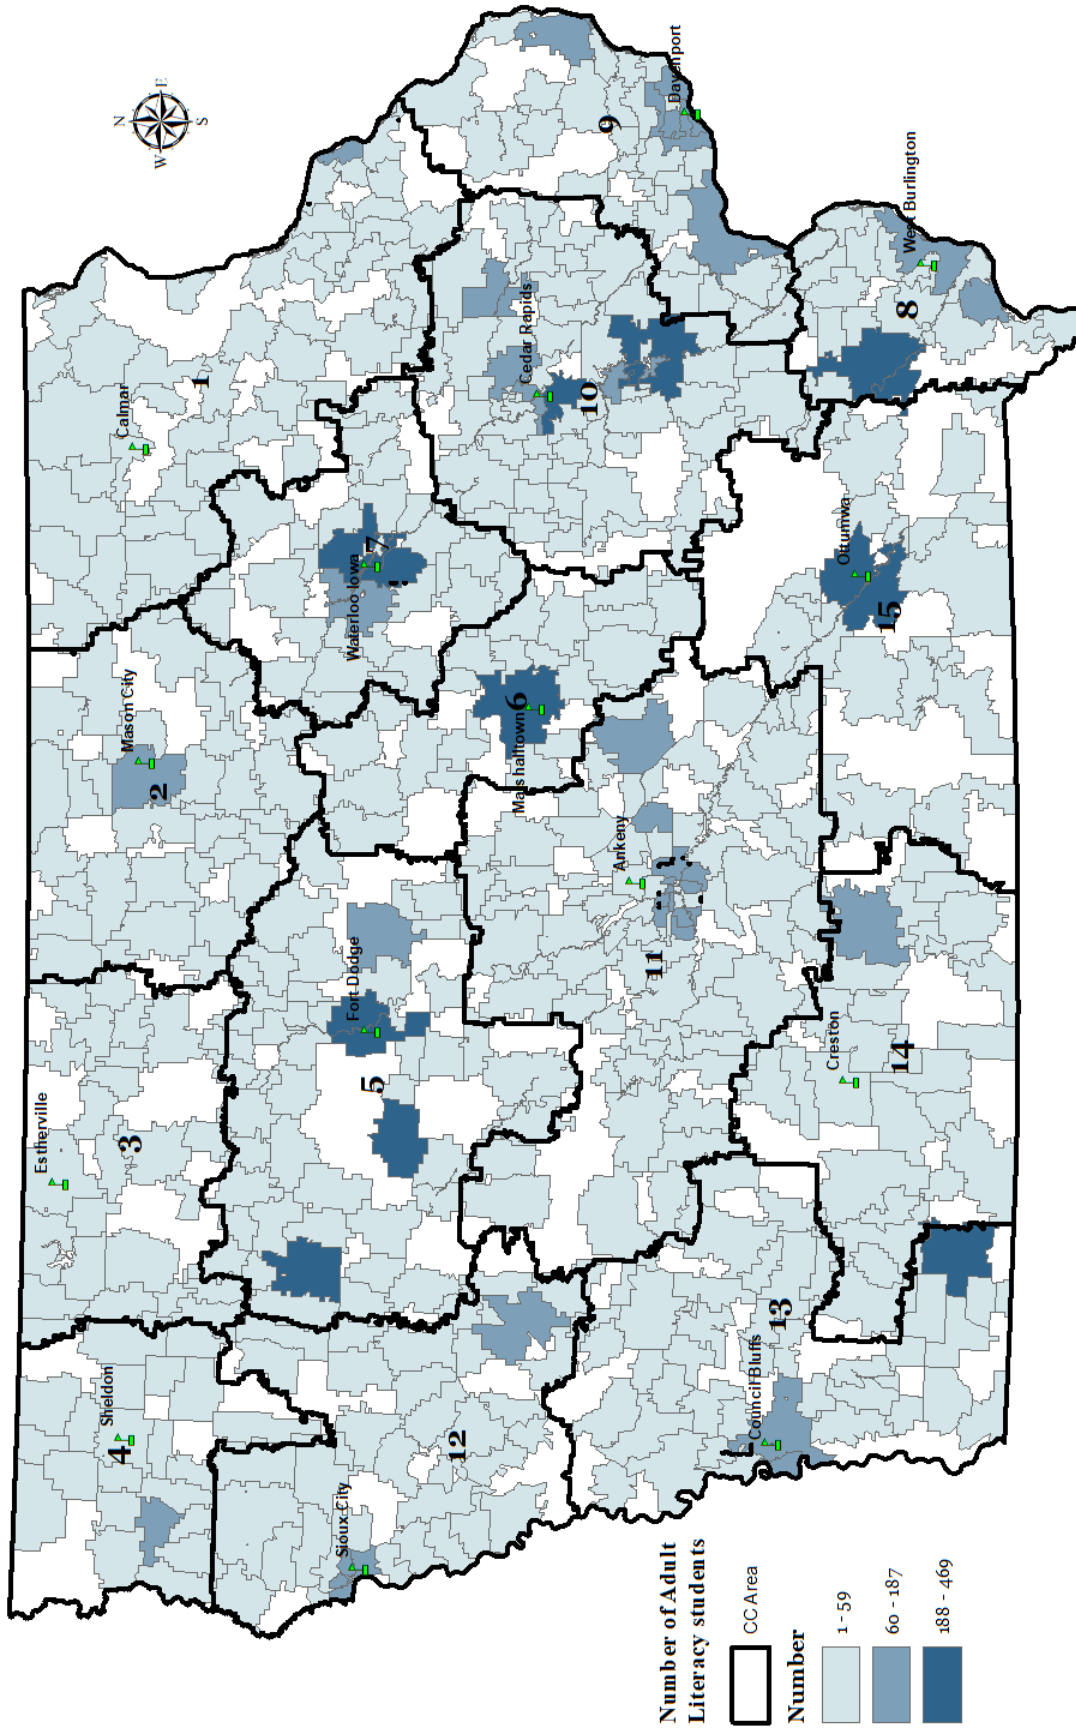 N
W
E
S
Estherville
Sheldon
Mason City
Calmar
3
4
2
1
Sioux City
Fort Dodge
Waterloo Iowa
7
5
12
Marshalltown
6
Cedar Rapids
10
9
Davenport
Ankeny
11
Council Bluffs
13
Creston
14
Ottumwa
15
8
West Burlington
Number of Adult
Literacy students
CC Area
Number
1 - 59
60 - 187
188 - 469